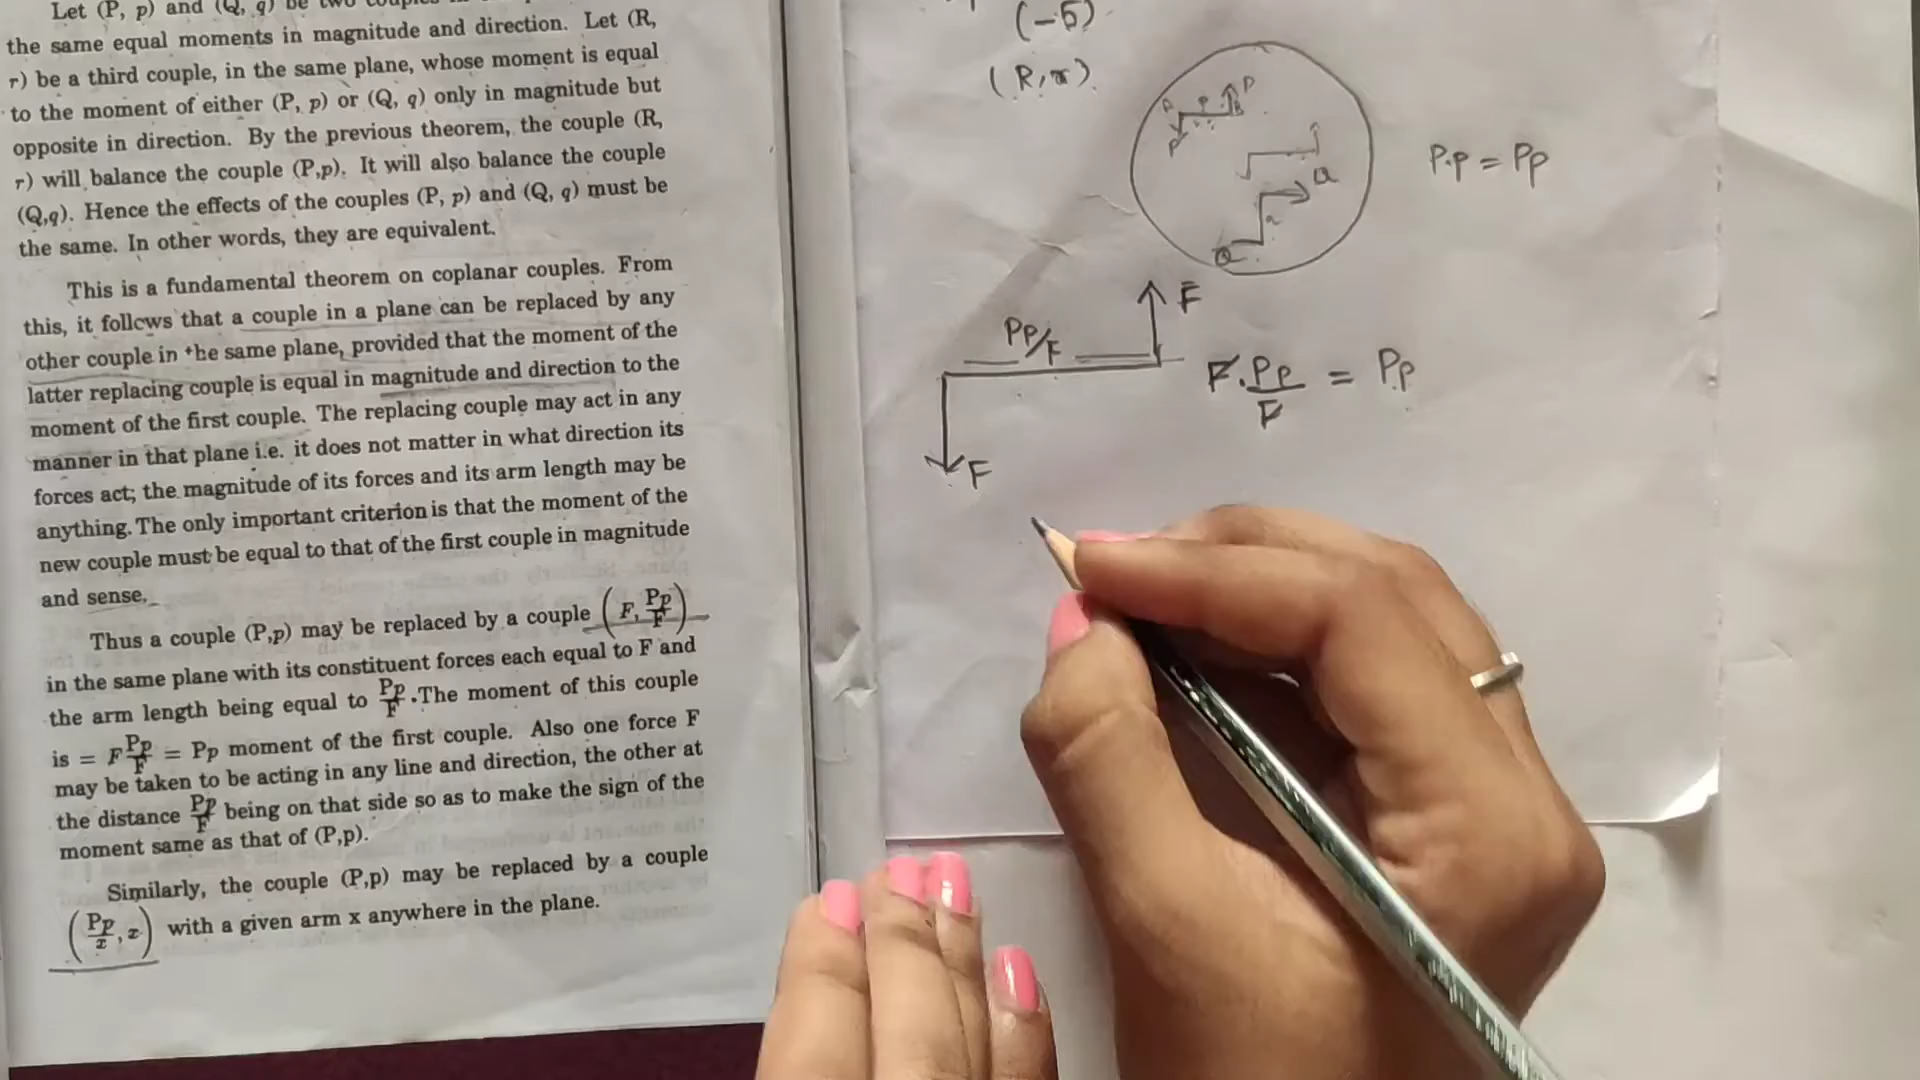 Let (P, p) and (Q, q) be two couples in
the same equal moments in magnitude and direction. Let (R,
r) be a third couple, in the same plane, whose moment is equal
to the moment of either (P, p) or (Q, q) only in magnitude but
opposite in direction. By the previous theorem, the couple (R,
r) will balance the couple (P,p). It will also balance the couple
(Q,q). Hence the effects of the couples (P, p) and (Q, q) must be
the same. In other words, they are equivalent.
This is a fundamental theorem on coplanar couples. From
this, it follows that a couple in a plane can be replaced by any
other couple in the same plane, provided that the moment of the
latter replacing couple is equal in magnitude and direction to the
moment of the first couple. The replacing couple may act in any
manner in that plane i.e. it does not matter in what direction its
forces act; the magnitude of its forces and its arm length may be
anything. The only important criterion is that the moment of the
new couple must be equal to that of the first couple in magnitude
and sense.
Thus a couple (P,p) may be replaced by a couple (F, Pp/F)
in the same plane with its constituent forces each equal to F and
the arm length being equal to Pp/F. The moment of this couple
is = F Pp/F = Pp moment of the first couple. Also one force F
may be taken to be acting in any line and direction, the other at
the distance Pp/F being on that side so as to make the sign of the
moment same as that of (P,p).
Similarly, the couple (P,p) may be replaced by a couple
(Pp/x, x) with a given arm x anywhere in the plane.
(-5)
(R,r)
P
P
P
Q
Q
P.p = Pp
F
Pp/F
F. Pp/F = Pp
F